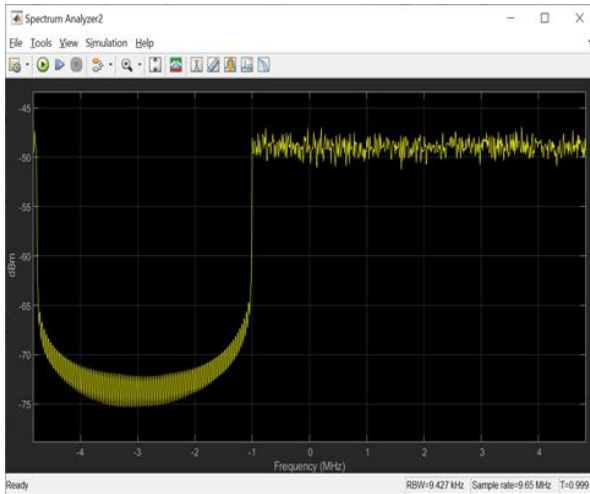 Spectrum Analyzer2
File Tools View Simulation Help
-45
-50
-55
-60
-65
-70
-75
dBm
-4 -3 -2 -1 0 1 2 3 4
Frequency (MHz)
Ready RBW=9.427 kHz Sample rate=9.65 MHz T=0.999